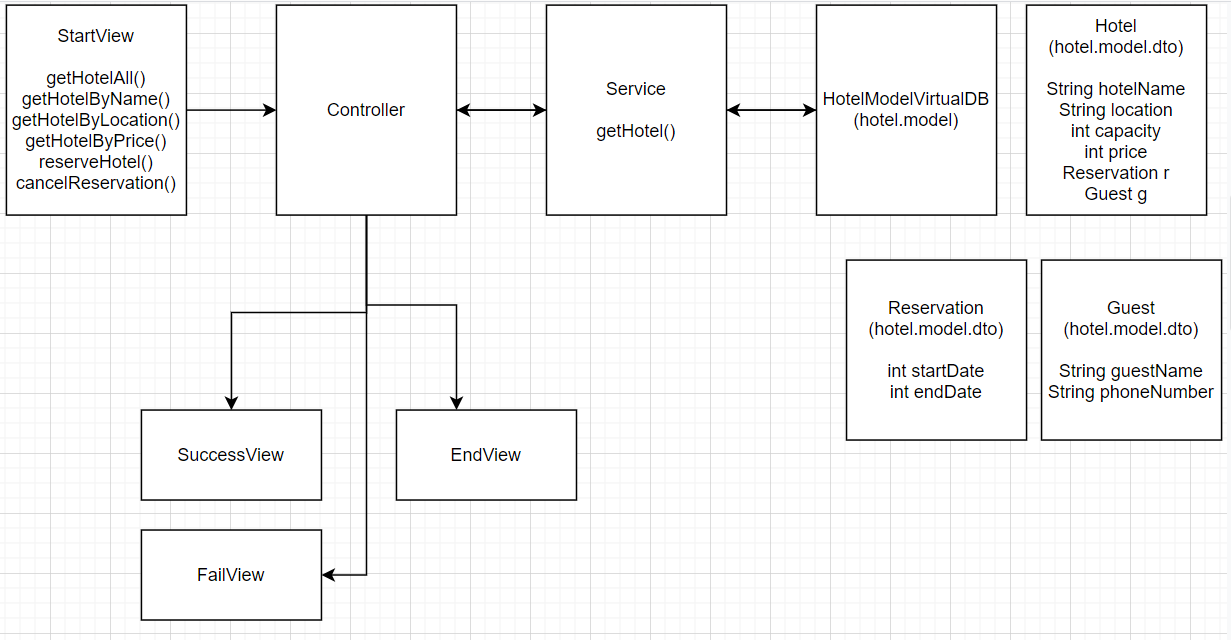 StartView
getHotelAll()
getHotelByName()
getHotelByLocation()
getHotelByPrice()
reserveHotel()
cancelReservation()
Controller
Service
getHotel()
HotelModelVirtualDB
(hotel.model)
Hotel
(hotel.model.dto)
String hotelName
String location
int capacity
int price
Reservation r
Guest g
Reservation
(hotel.model.dto)
int startDate
int endDate
Guest
(hotel.model.dto)
String guestName
String phoneNumber
SuccessView
EndView
FailView